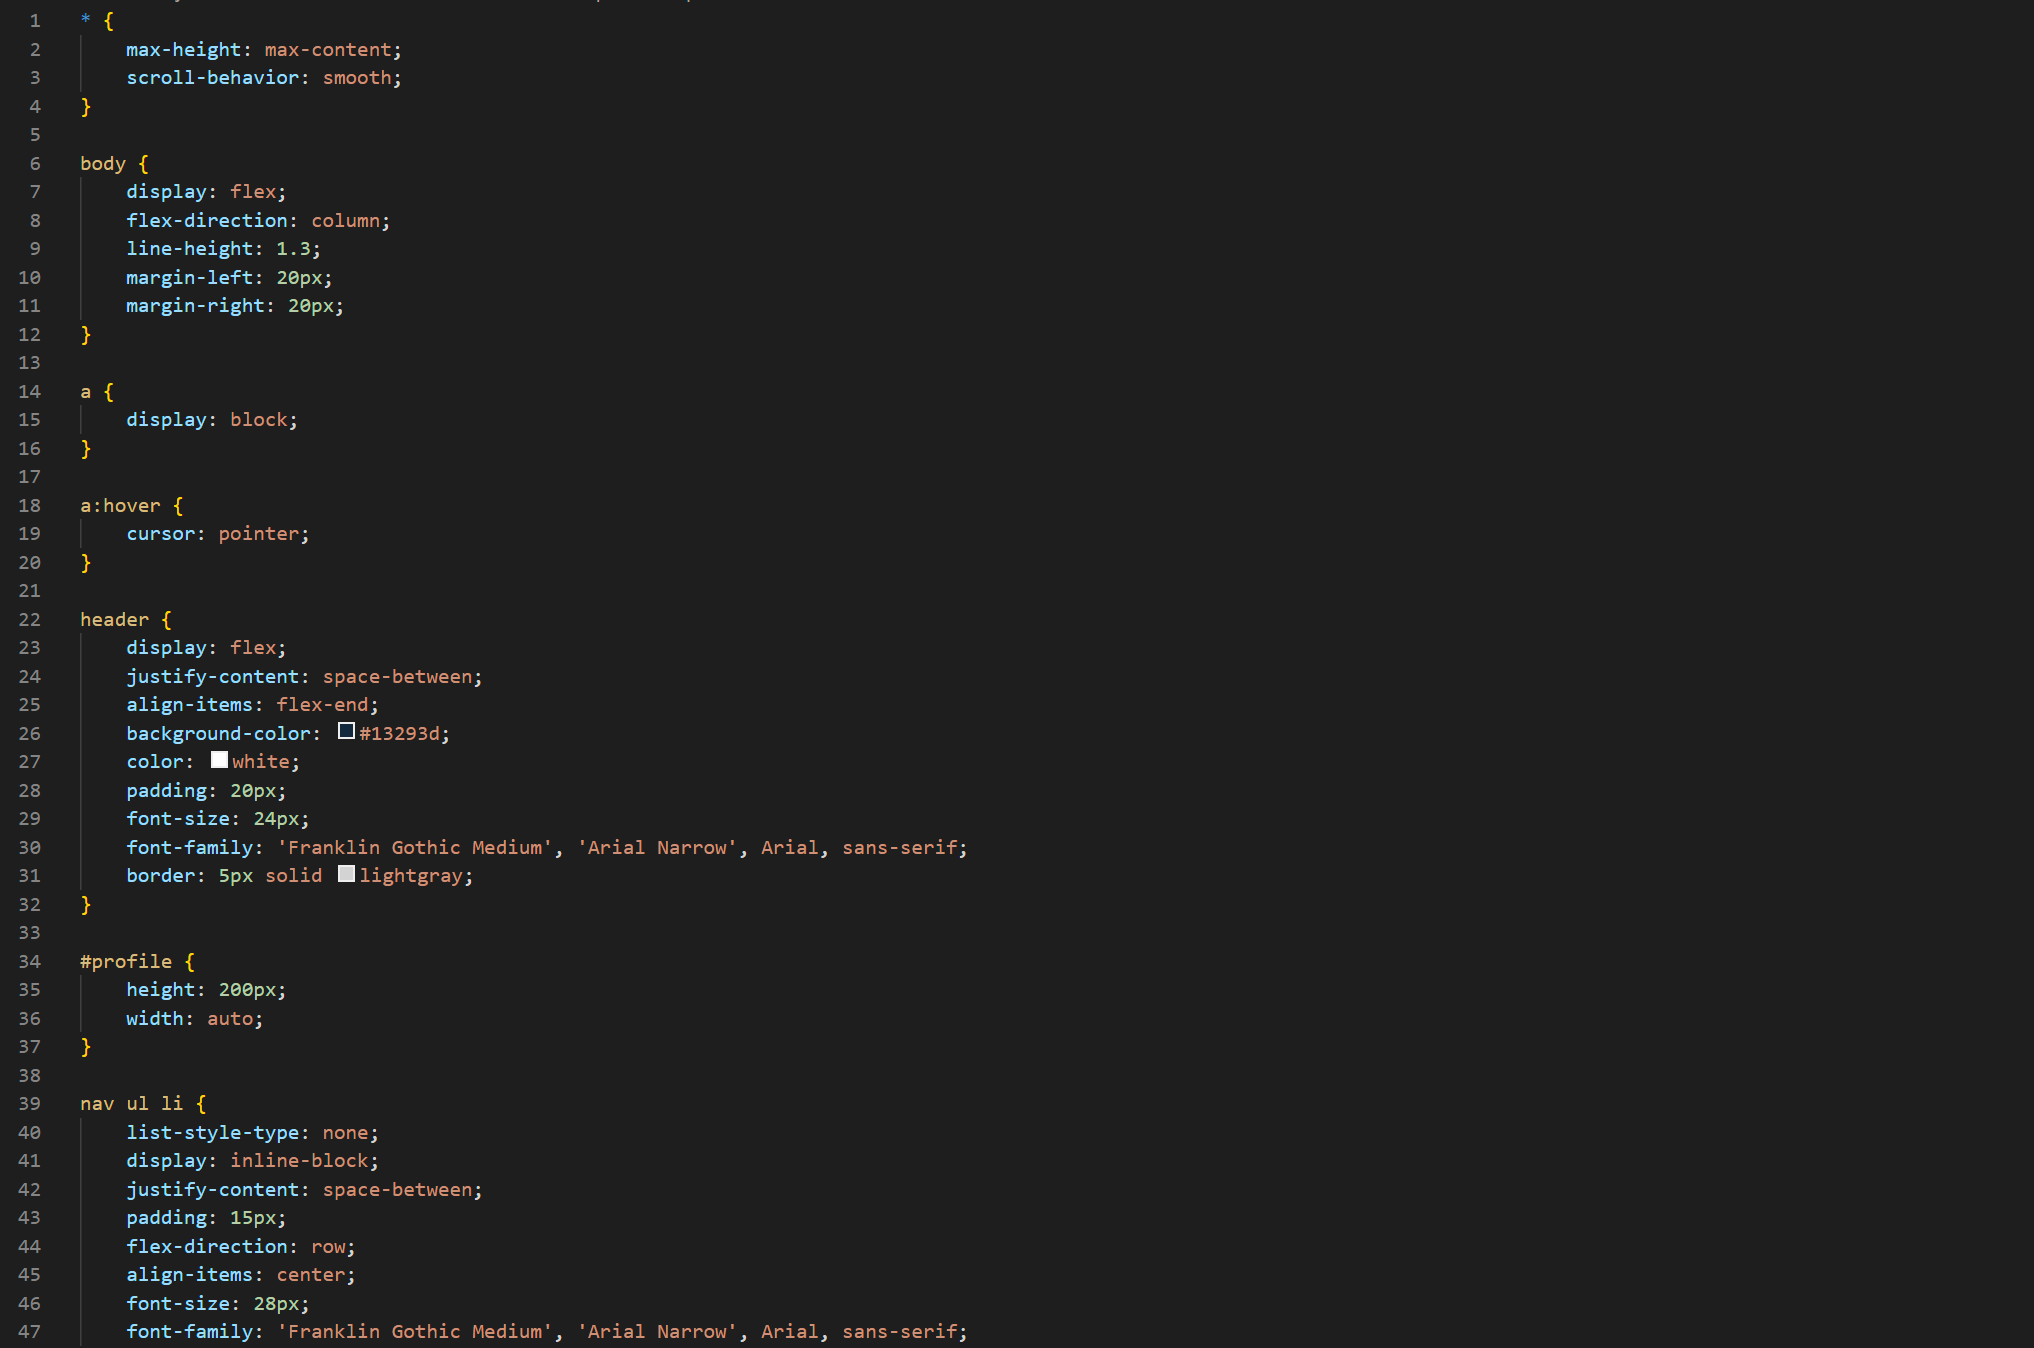 1 * {
2 max-height: max-content;
3 scroll-behavior: smooth;
4 }
5
6 body {
7 display: flex;
8 flex-direction: column;
9 line-height: 1.3;
10 margin-left: 20px;
11 margin-right: 20px;
12 }
13
14 a {
15 display: block;
16 }
17
18 a:hover {
19 cursor: pointer;
20 }
21
22 header {
23 display: flex;
24 justify-content: space-between;
25 align-items: flex-end;
26 background-color: #13293d;
27 color: white;
28 padding: 20px;
29 font-size: 24px;
30 font-family: 'Franklin Gothic Medium', 'Arial Narrow', Arial, sans-serif;
31 border: 5px solid lightgray;
32 }
33
34 #profile {
35 height: 200px;
36 width: auto;
37 }
38
39 nav ul li {
40 list-style-type: none;
41 display: inline-block;
42 justify-content: space-between;
43 padding: 15px;
44 flex-direction: row;
45 align-items: center;
46 font-size: 28px;
47 font-family: 'Franklin Gothic Medium', 'Arial Narrow', Arial, sans-serif;